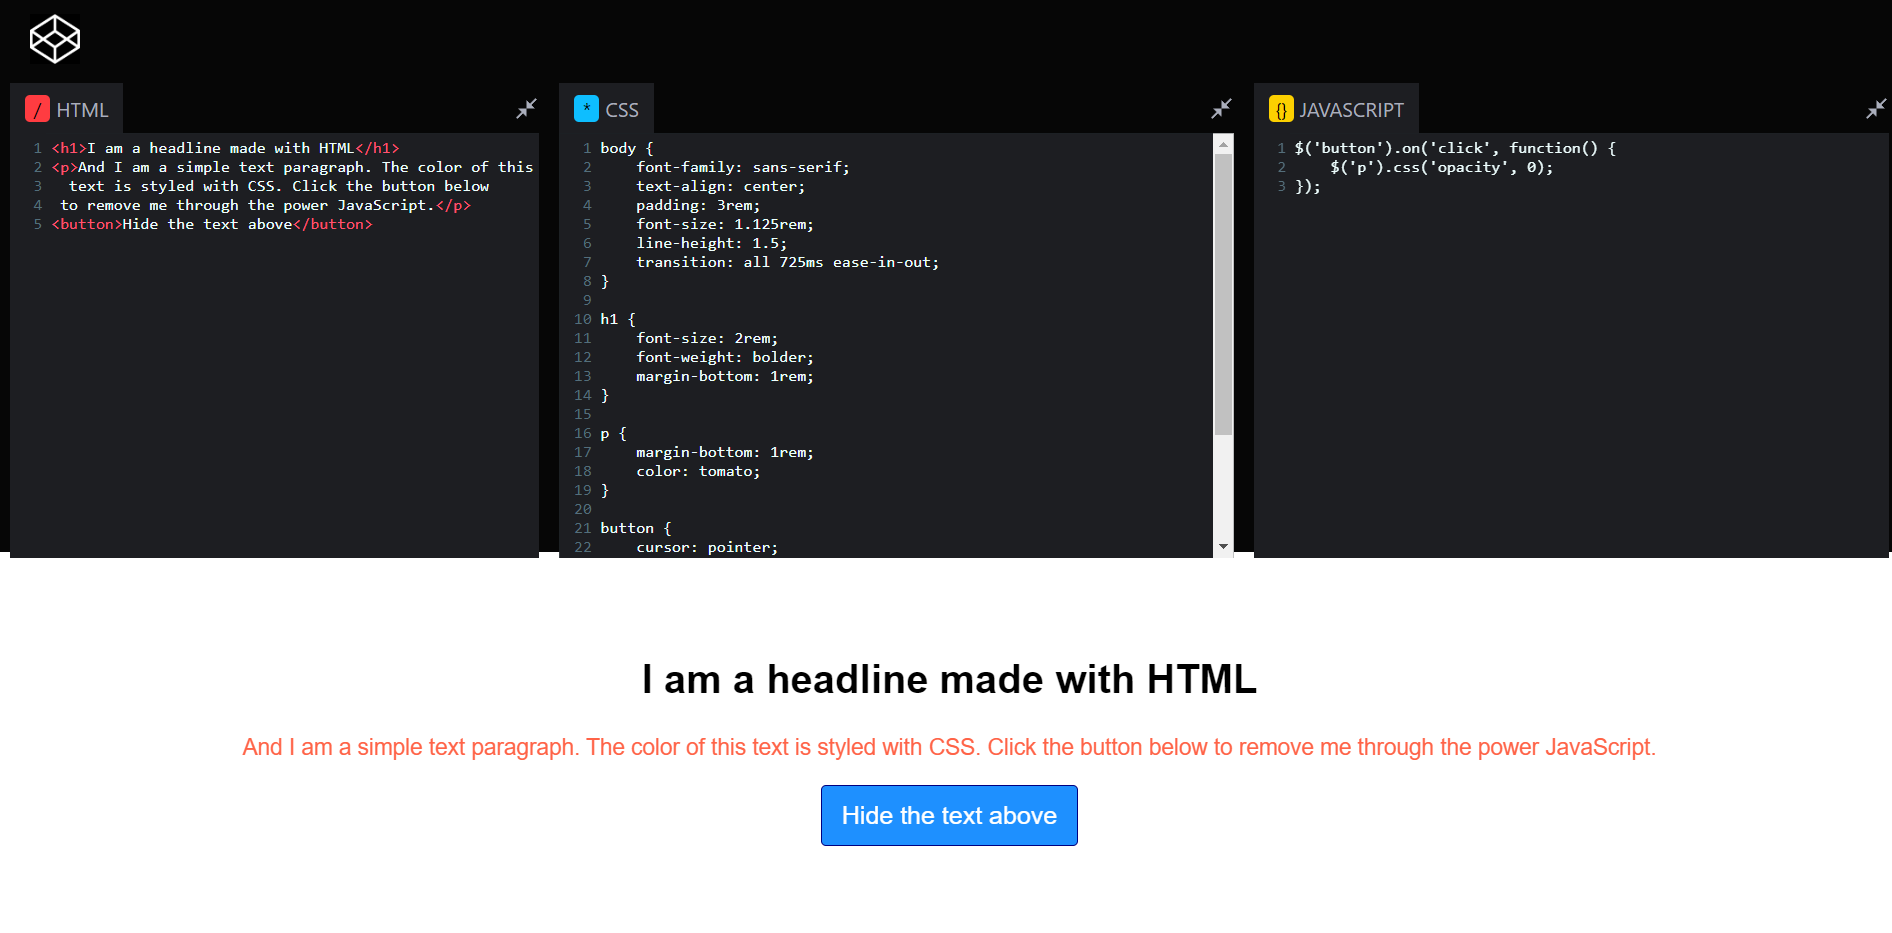 / HTML
1 <h1>I am a headline made with HTML</h1>
2 <p>And I am a simple text paragraph. The color of this
3 text is styled with CSS. Click the button below
4 to remove me through the power JavaScript.</p>
5 <button>Hide the text above</button>
* CSS
1 body {
2 font-family: sans-serif;
3 text-align: center;
4 padding: 3rem;
5 font-size: 1.125rem;
6 line-height: 1.5;
7 transition: all 725ms ease-in-out;
8 }
9
10 h1 {
11 font-size: 2rem;
12 font-weight: bolder;
13 margin-bottom: 1rem;
14 }
15
16 p {
17 margin-bottom: 1rem;
18 color: tomato;
19 }
20
21 button {
22 cursor: pointer;
{} JAVASCRIPT
1 $('button').on('click', function() {
2 $('p').css('opacity', 0);
3 });
I am a headline made with HTML
And I am a simple text paragraph. The color of this text is styled with CSS. Click the button below to remove me through the power JavaScript.
Hide the text above